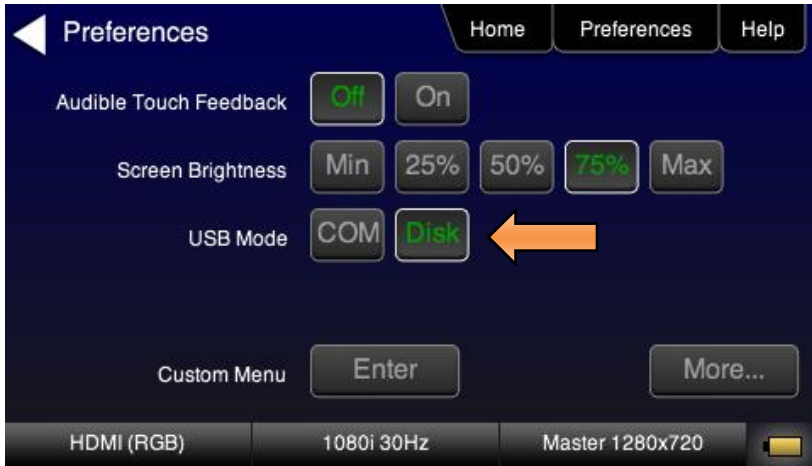 Preferences Home Preferences Help
Audible Touch Feedback Off On
Screen Brightness Min 25% 50% 75% Max
USB Mode COM Disk
Custom Menu Enter More...
HDMI (RGB) 1080i 30Hz Master 1280x720